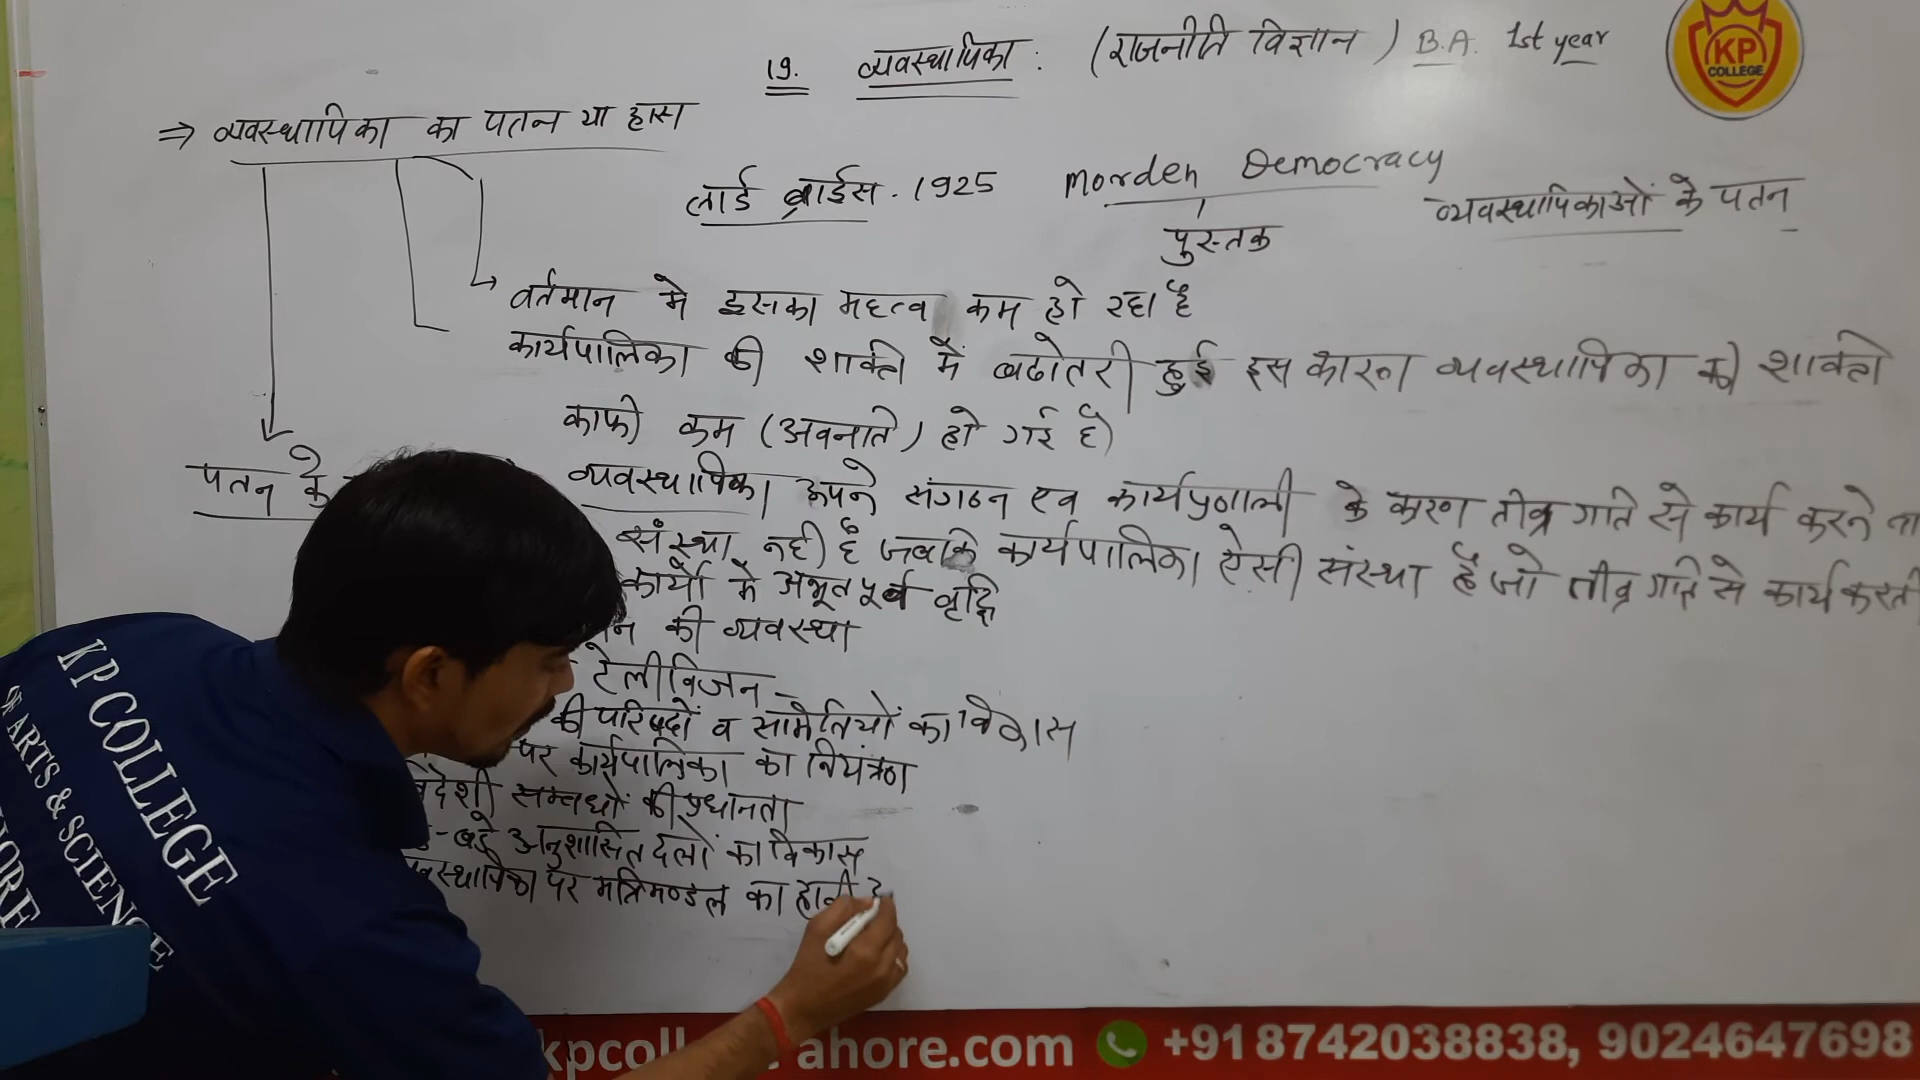 19. व्यवस्थापिका : (राजनीति विज्ञान) B.A. 1st year
KP COLLEGE
⇒ व्यवस्थापिका का पतन या ह्रास
लार्ड ब्राईस. 1925 Morden Democracy
व्यवस्थापिकाओं के पतन
पुस्तक
वर्तमान मे इसका महत्व कम हो रहा है
कार्यपालिका की शक्ति में बढोतरी हुई इस कारण व्यवस्थापिका की शक्ति
काफी कम (अवनति) हो गई है
पतन के व्यवस्थापिका अपने संगठन एव कार्यप्रणाली के कारण तीव्र गति से कार्य करने
संस्था नही है जबकि कार्यपालिका ऐसी संस्था है जो तीव्र गति से कार्य करती
कार्यो मे अभूतपूर्व वृद्धि
की व्यवस्था
टेलीविजन -
की परिषदों व समितियों का विकास
पर कार्यपालिका का नियंत्रण
विदेशी सम्बधों की प्रधानता
- बड़े अनुशासित दलों का विकास
पर मंत्रिमण्डल का
KP COLLEGE
OF ARTS & SCIENCE
ahore.com +91 8742038838, 9024647698